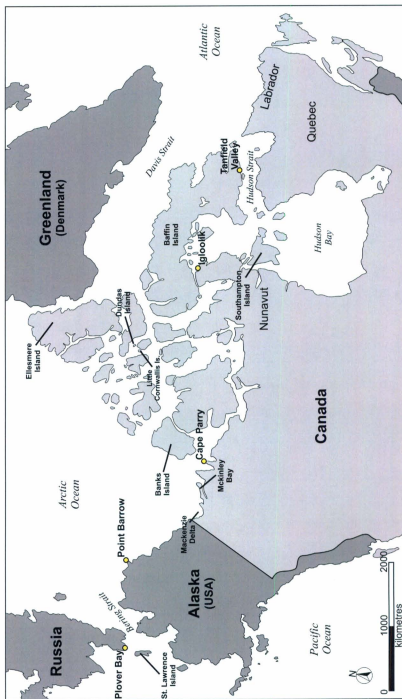 Russia
Plover Bay
Bering Strait
St. Lawrence
Island
Point Barrow
Alaska
(USA)
Pacific
Ocean
Arctic
Ocean
Mackenzie
Delta
Banks
Island
Cape Parry
Mckinley
Bay
Canada
Ellesmere
Island
Dundas
Island
Little
Cornwallis Is.
Greenland
(Denmark)
Davis Strait
Baffin
Island
Igloolik
Southampton
Island
Nunavut
Hudson
Bay
Tanfield
Valley
Hudson Strait
Labrador
Quebec
Atlantic
Ocean
N
0 1000 2000
kilometres